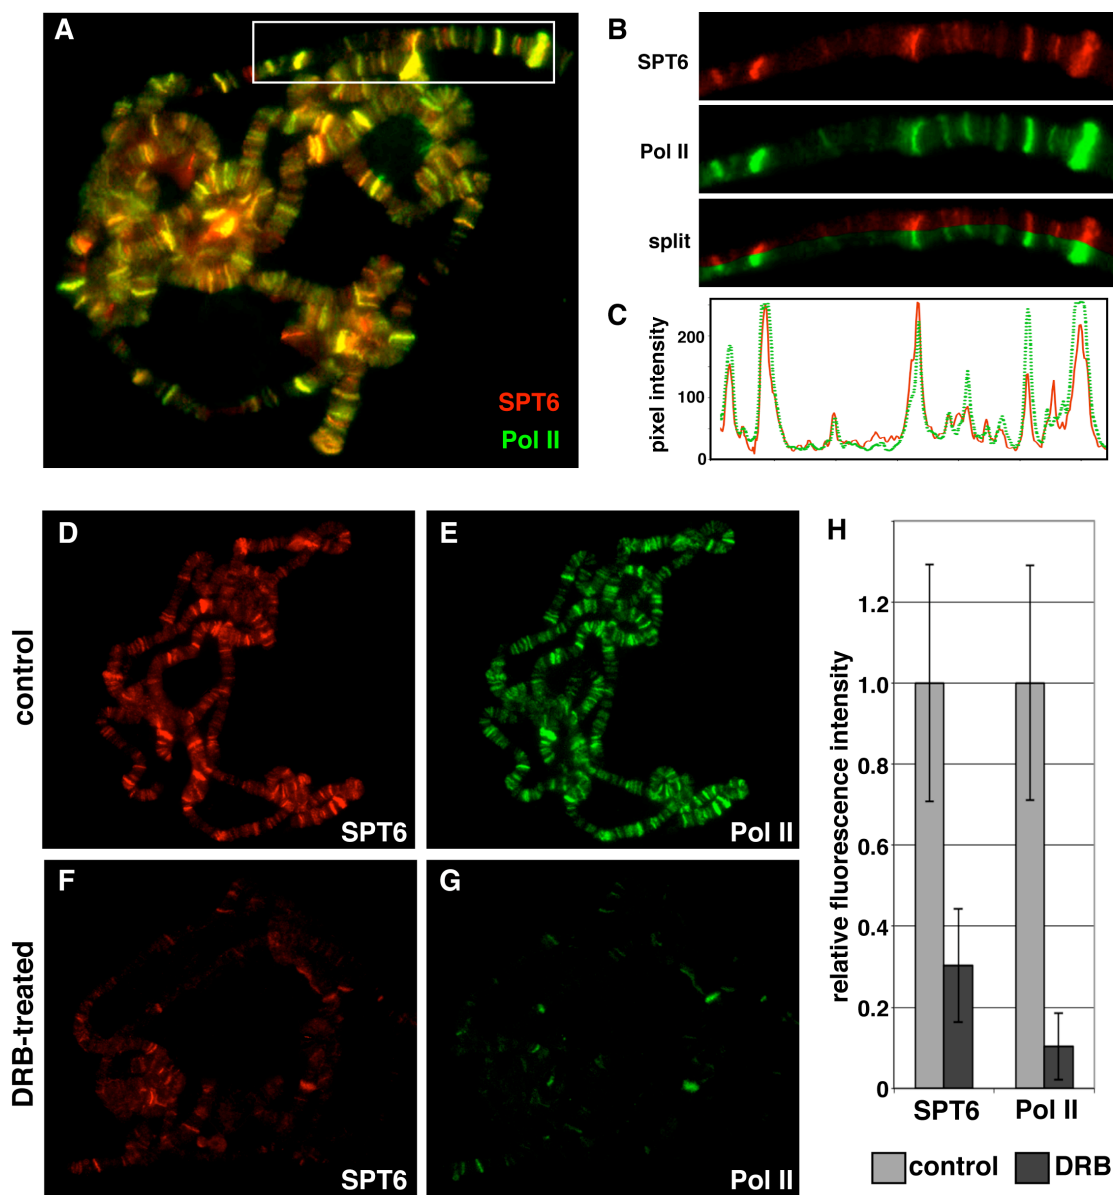 A
SPT6
Pol II
B
SPT6
Pol II
split
C
pixel intensity
200
100
0
control
D
SPT6
E
Pol II
DRB-treated
F
SPT6
G
Pol II
H
relative fluorescence intensity
1.2
1.0
0.8
0.6
0.4
0.2
0
SPT6 Pol II
control DRB